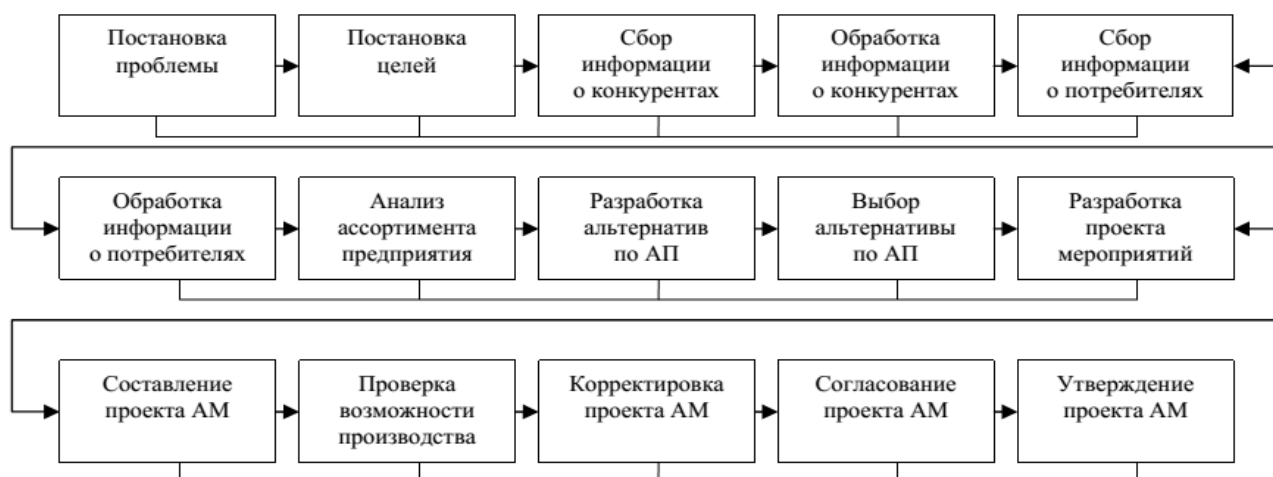 Постановка
проблемы
Постановка
целей
Сбор
информации
о конкурентах
Обработка
информации
о конкурентах
Сбор
информации
о потребителях
Обработка
информации
о потребителях
Анализ
ассортимента
предприятия
Разработка
альтернатив
по АП
Выбор
альтернативы
по АП
Разработка
проекта
мероприятий
Составление
проекта АМ
Проверка
возможности
производства
Корректировка
проекта АМ
Согласование
проекта АМ
Утверждение
проекта АМ